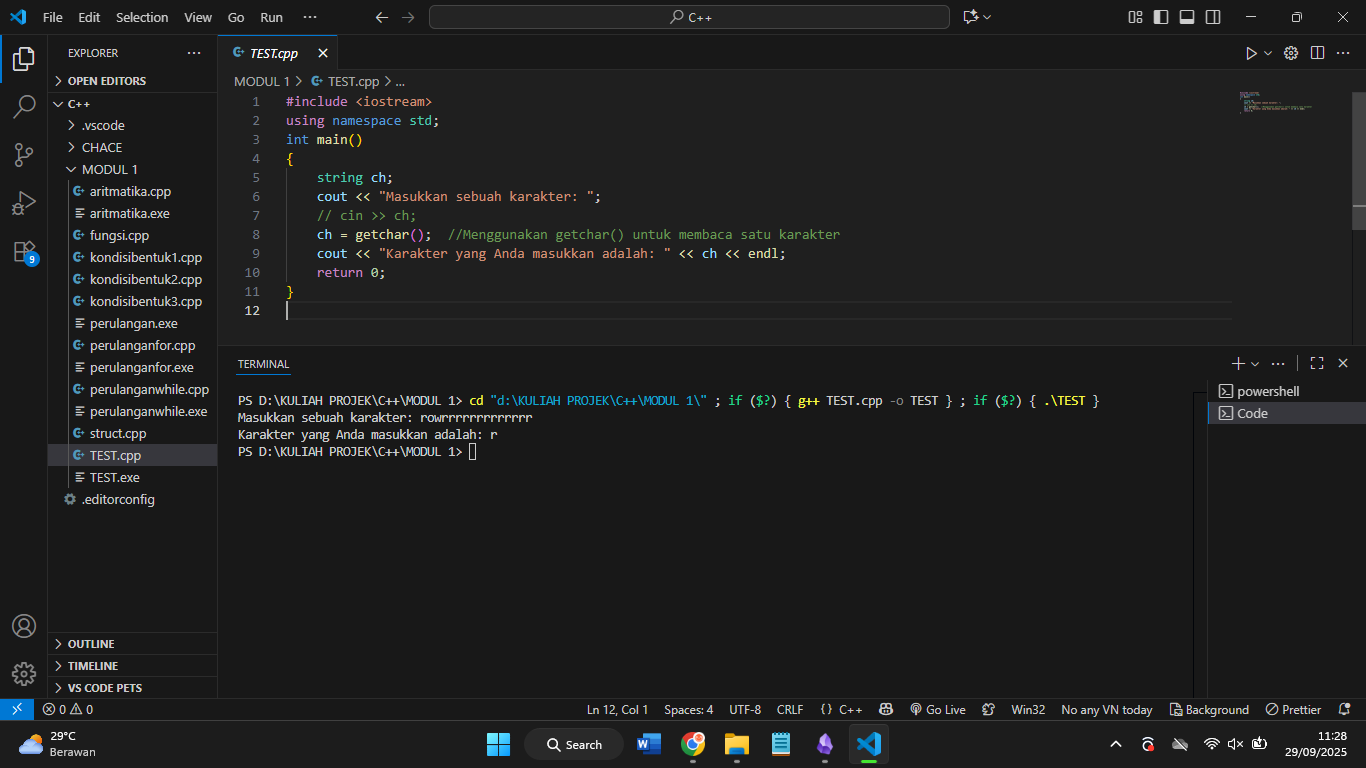 File Edit Selection View Go Run ...
C++
EXPLORER
OPEN EDITORS
C++
.vscode
CHACE
MODUL 1
aritmatika.cpp
aritmatika.exe
fungsi.cpp
kondisibentuk1.cpp
kondisibentuk2.cpp
kondisibentuk3.cpp
perulangan.exe
perulanganfor.cpp
perulanganfor.exe
perulanganwhile.cpp
perulanganwhile.exe
struct.cpp
TEST.cpp
TEST.exe
.editorconfig
OUTLINE
TIMELINE
VS CODE PETS
9
TEST.cpp
MODUL 1 > TEST.cpp > ...
1 #include <iostream>
2 using namespace std;
3 int main()
4 {
5 string ch;
6 cout << "Masukkan sebuah karakter: ";
7 // cin >> ch;
8 ch = getchar(); //Menggunakan getchar() untuk membaca satu karakter
9 cout << "Karakter yang Anda masukkan adalah: " << ch << endl;
10 return 0;
11 }
12
TERMINAL
PS D:\KULIAH PROJEK\C++\MODUL 1> cd "d:\KULIAH PROJEK\C++\MODUL 1\" ; if ($?) { g++ TEST.cpp -o TEST } ; if ($?) { .\TEST }
Masukkan sebuah karakter: rowrrrrrrrrrrrrr
Karakter yang Anda masukkan adalah: r
PS D:\KULIAH PROJEK\C++\MODUL 1>
powershell
Code
0 0
Ln 12, Col 1 Spaces: 4 UTF-8 CRLF {} C++ Go Live Win32 No any VN today Background Prettier
29°C
Berawan
Search
11:28
29/09/2025